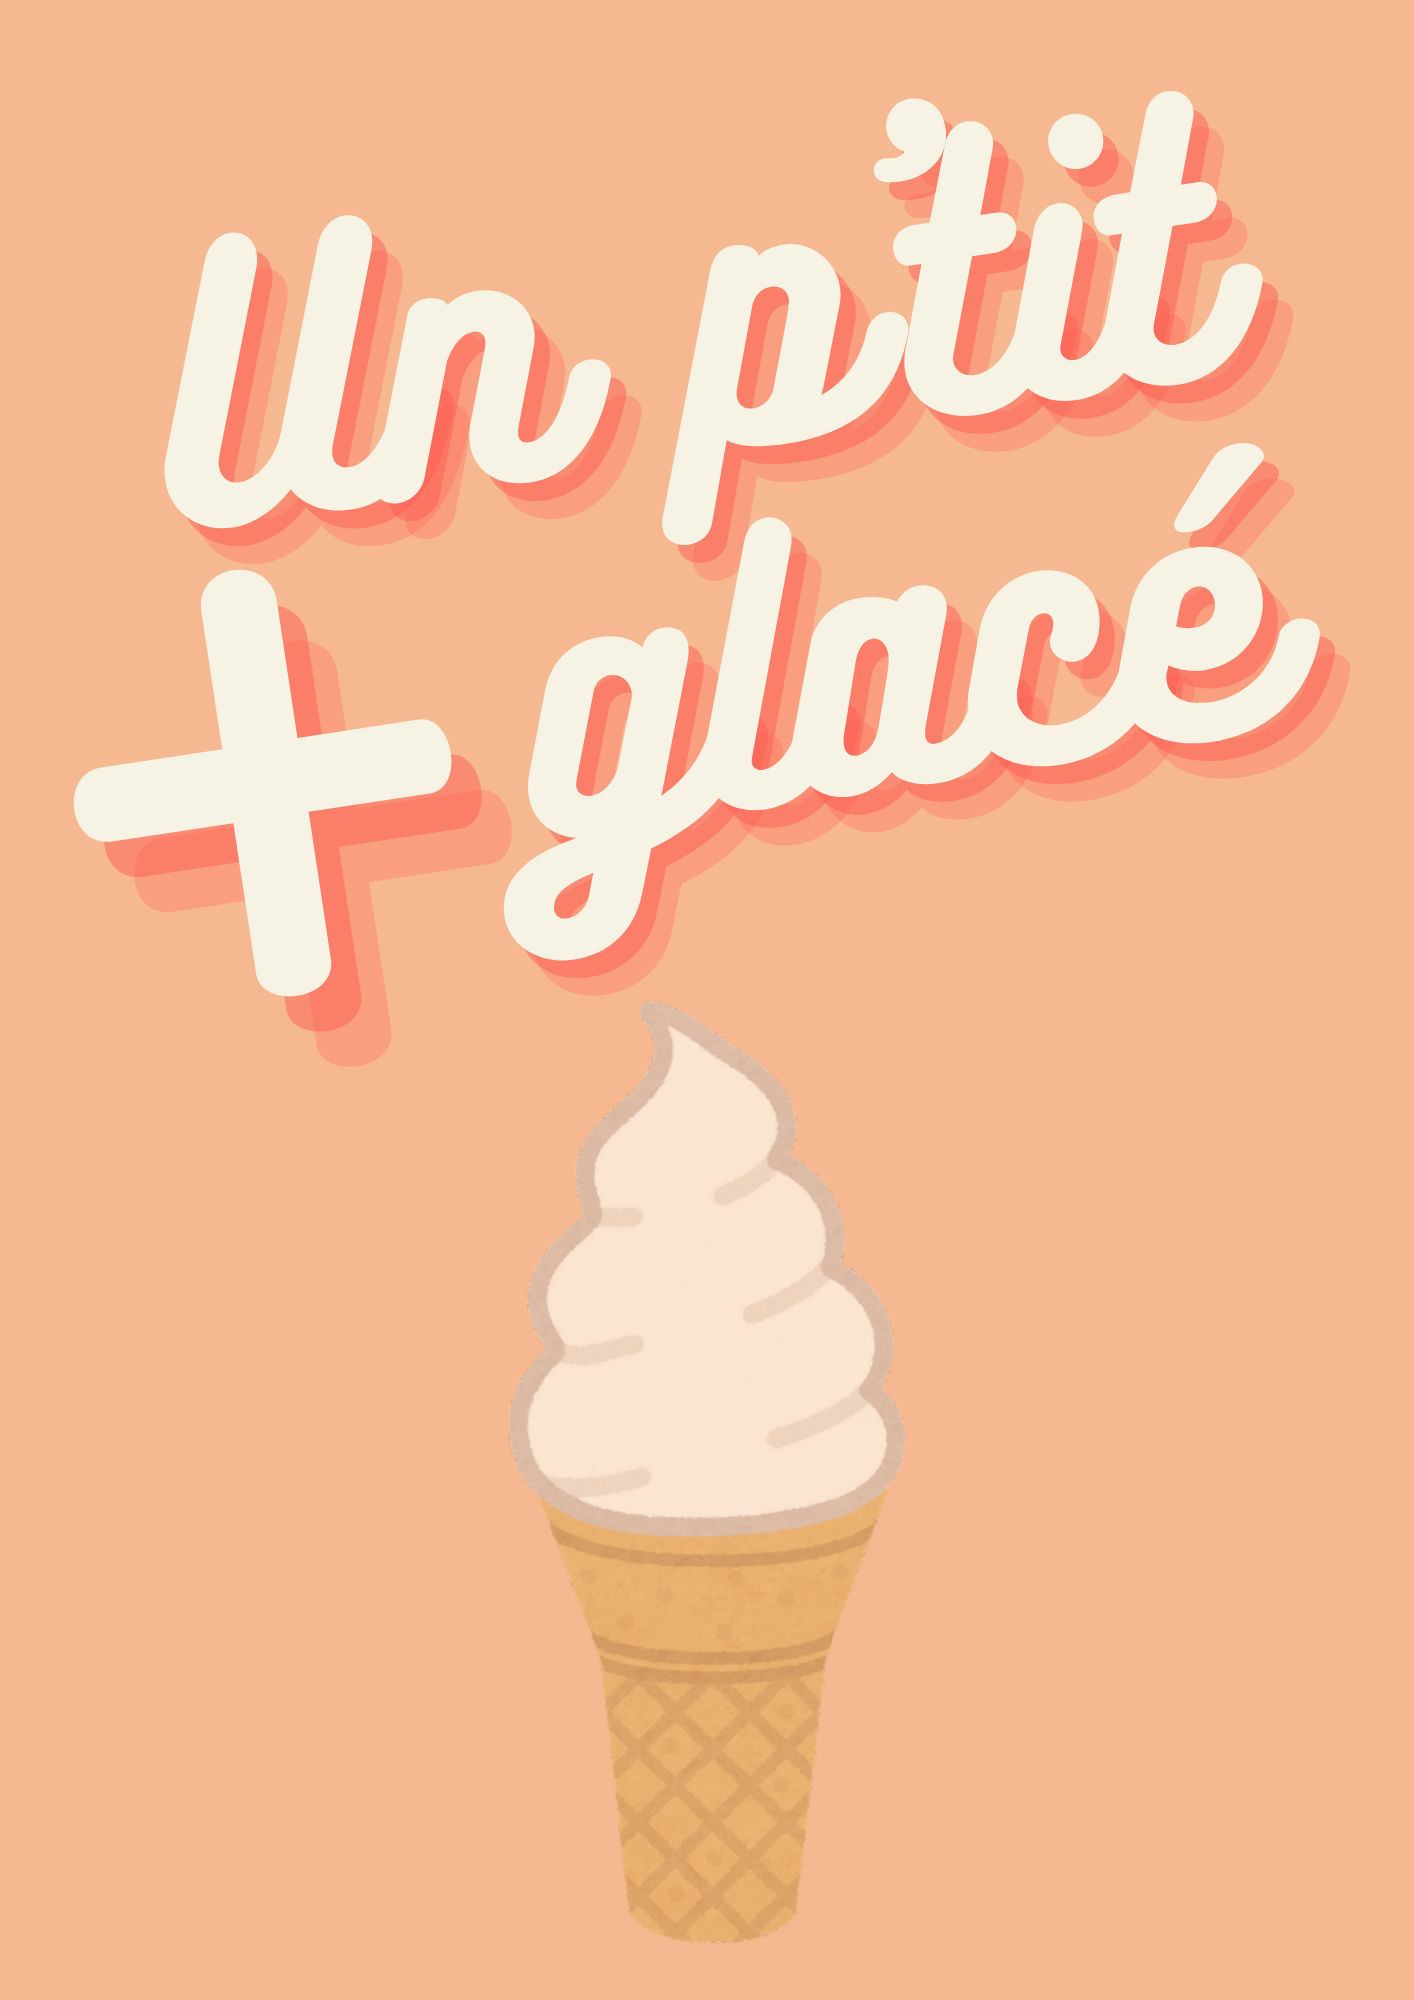 Un p'tit
+ glacé